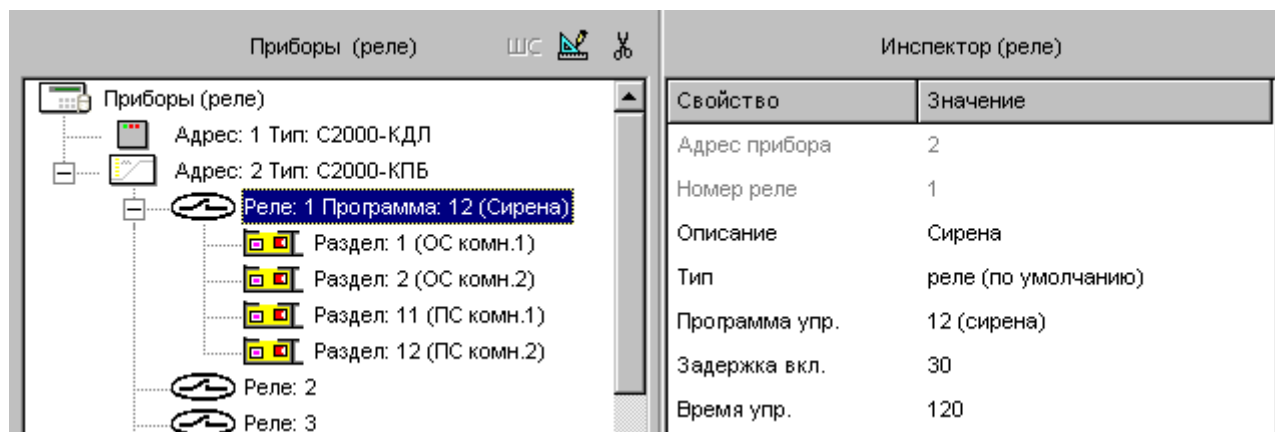 Приборы (реле)
ШС
Приборы (реле)
Адрес: 1 Тип: С2000-КДЛ
Адрес: 2 Тип: С2000-КПБ
Реле: 1 Программа: 12 (Сирена)
Раздел: 1 (ОС комн.1)
Раздел: 2 (ОС комн.2)
Раздел: 11 (ПС комн.1)
Раздел: 12 (ПС комн.2)
Реле: 2
Реле: 3
Инспектор (реле)
Свойство Значение
Адрес прибора 2
Номер реле 1
Описание Сирена
Тип реле (по умолчанию)
Программа упр. 12 (сирена)
Задержка вкл. 30
Время упр. 120